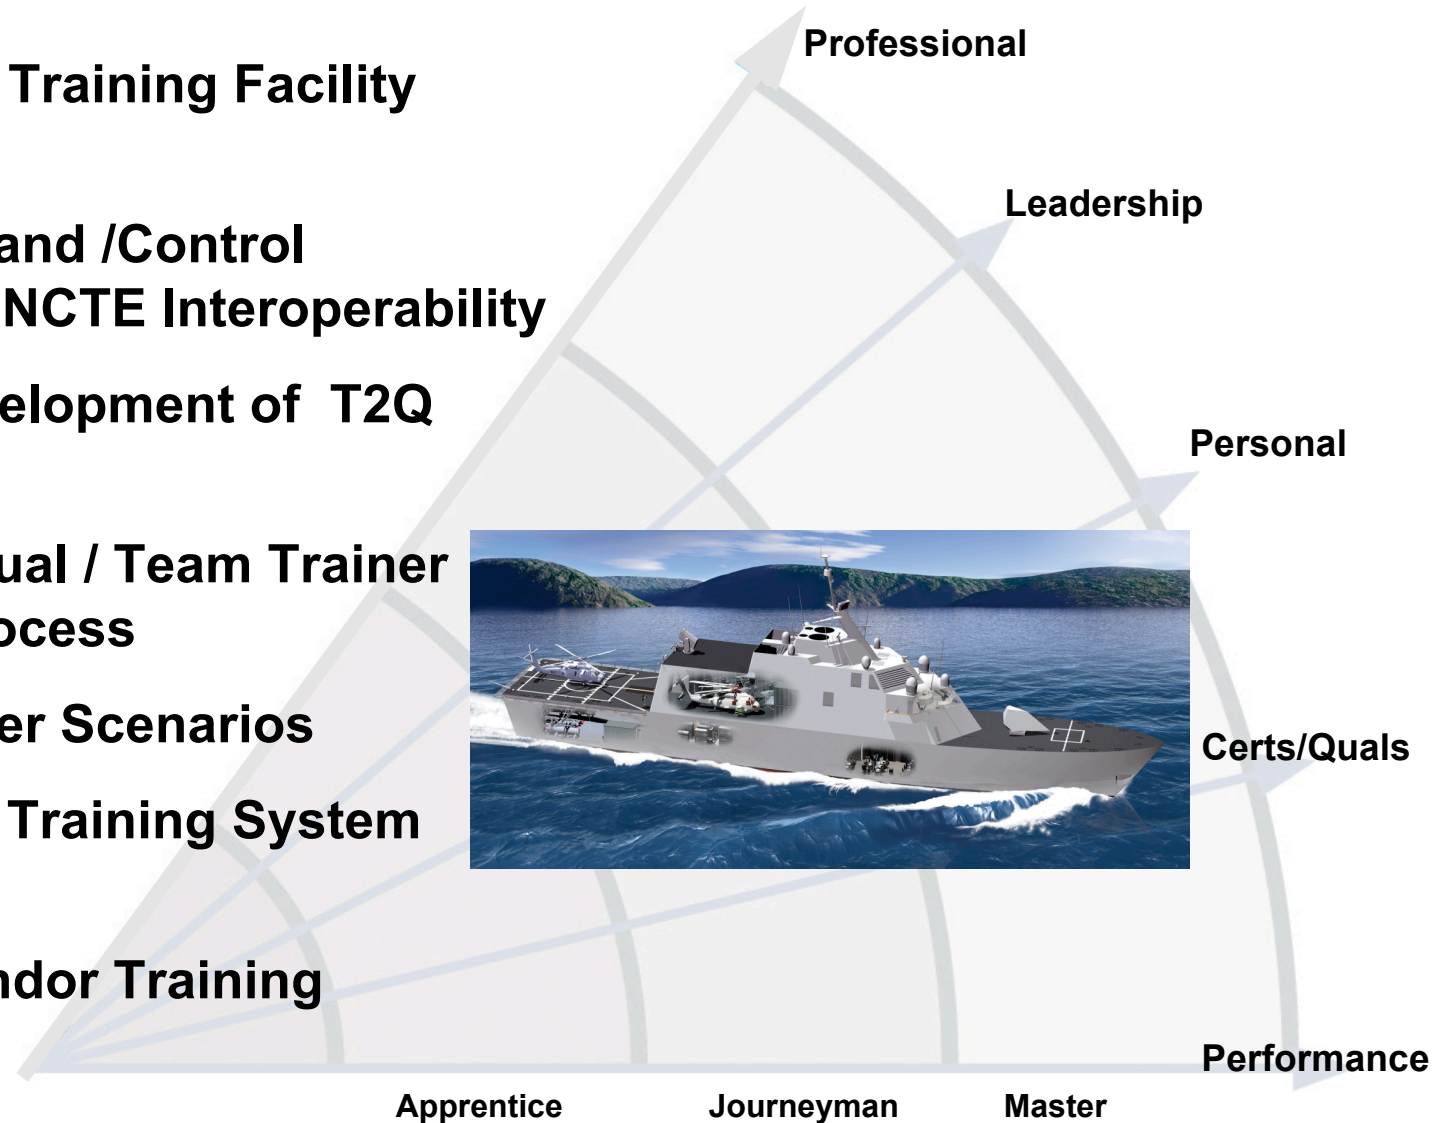 Professional
Training Facility
Leadership
and /Control
NCTE Interoperability
elopment of T2Q
Personal
ual / Team Trainer
ocess
er Scenarios
Certs/Quals
Training System
ndor Training
Performance
Apprentice Journeyman Master